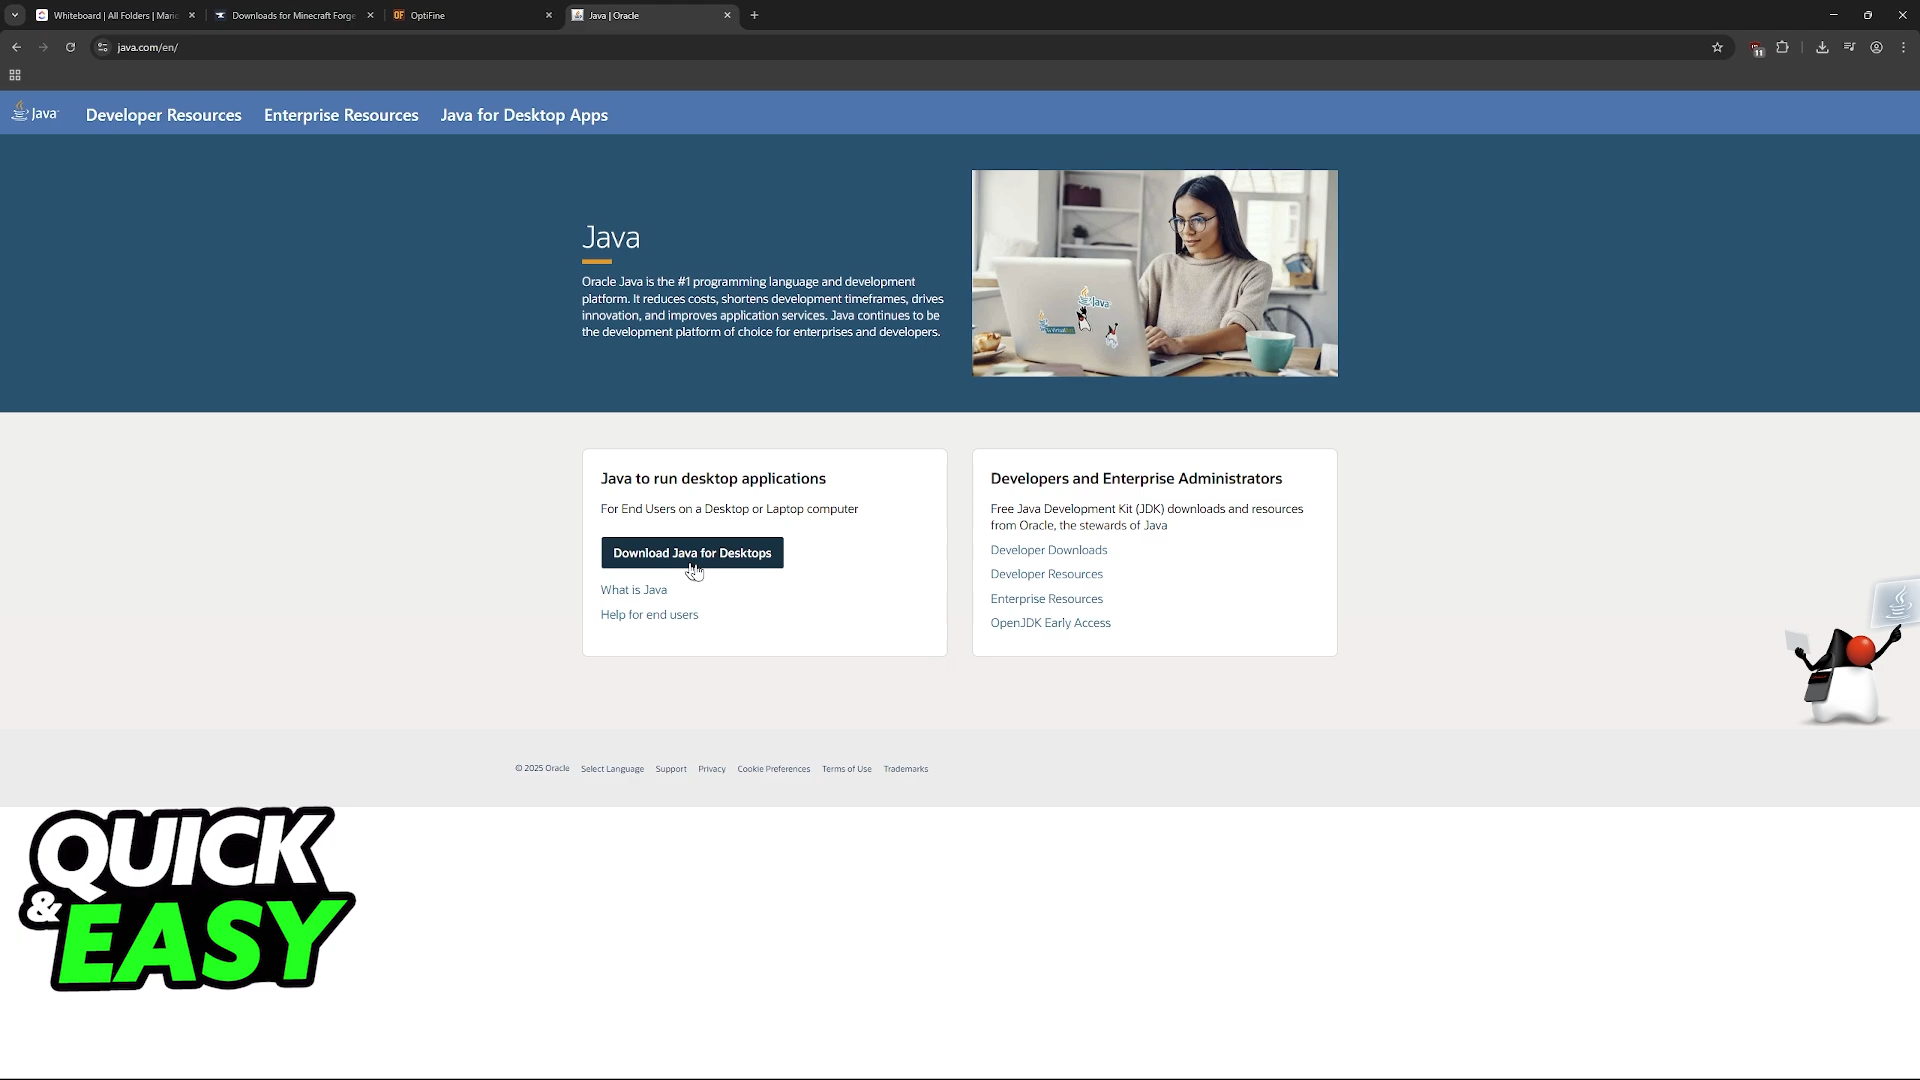 Whiteboard | All Folders | Maric
Downloads for Minecraft Forge
OF OptiFine
Java | Oracle
java.com/en/
11
Java
Developer Resources
Enterprise Resources
Java for Desktop Apps
Java
Oracle Java is the #1 programming language and development
platform. It reduces costs, shortens development timeframes, drives
innovation, and improves application services. Java continues to be
the development platform of choice for enterprises and developers.
Java
Java to run desktop applications
For End Users on a Desktop or Laptop computer
Download Java for Desktops
What is Java
Help for end users
Developers and Enterprise Administrators
Free Java Development Kit (JDK) downloads and resources
from Oracle, the stewards of Java
Developer Downloads
Developer Resources
Enterprise Resources
OpenJDK Early Access
© 2025 Oracle Select Language Support Privacy Cookie Preferences Terms of Use Trademarks
QUICK
& EASY